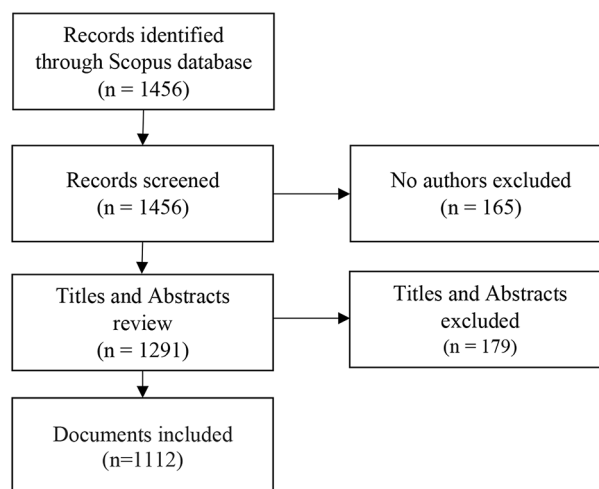 Records identified
through Scopus database
(n = 1456)
Records screened
(n = 1456)
No authors excluded
(n = 165)
Titles and Abstracts
review
(n = 1291)
Titles and Abstracts
excluded
(n = 179)
Documents included
(n=1112)